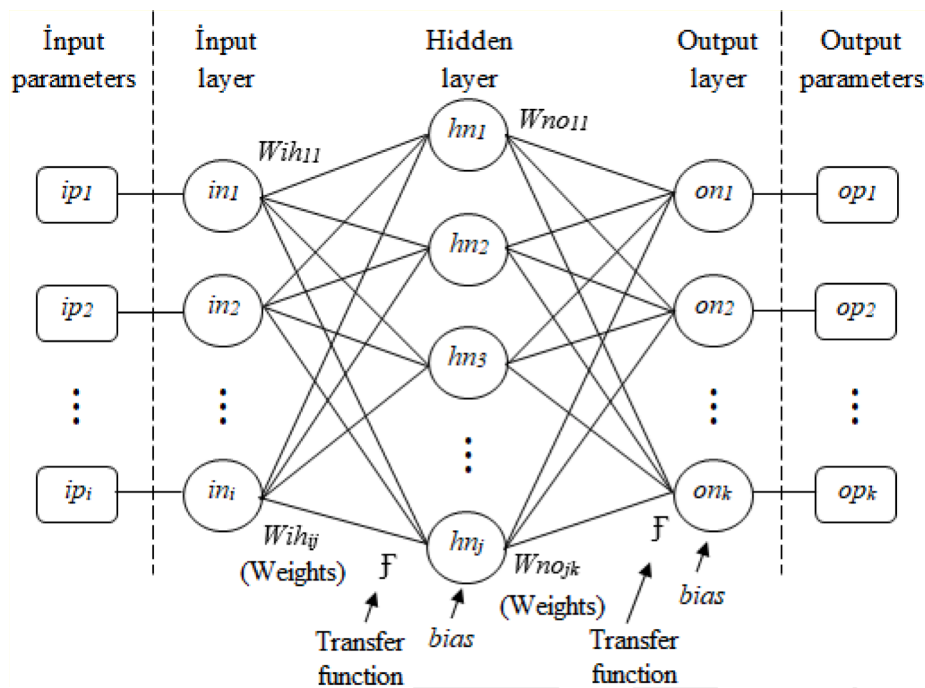 İnput parameters
İnput layer
Hidden layer
Output layer
Output parameters
Wih11
Wno11
hn1
ip1
in1
on1
op1
hn2
ip2
in2
on2
op2
hn3
ipi
ini
onk
opk
hnj
Wihij
(Weights)
Ƒ
Transfer function
bias
Wnojk
(Weights)
Ƒ
Transfer function
bias